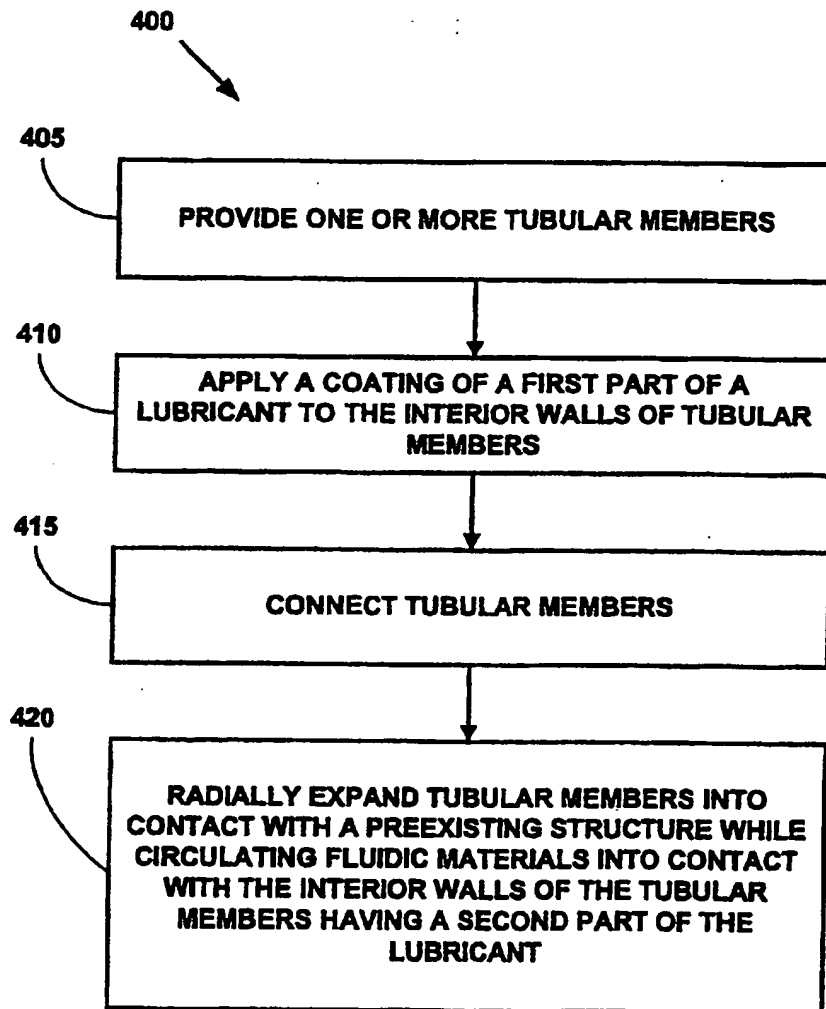 400
405
PROVIDE ONE OR MORE TUBULAR MEMBERS
410
APPLY A COATING OF A FIRST PART OF A
LUBRICANT TO THE INTERIOR WALLS OF TUBULAR
MEMBERS
415
CONNECT TUBULAR MEMBERS
420
RADIALLY EXPAND TUBULAR MEMBERS INTO
CONTACT WITH A PREEXISTING STRUCTURE WHILE
CIRCULATING FLUIDIC MATERIALS INTO CONTACT
WITH THE INTERIOR WALLS OF THE TUBULAR
MEMBERS HAVING A SECOND PART OF THE
LUBRICANT